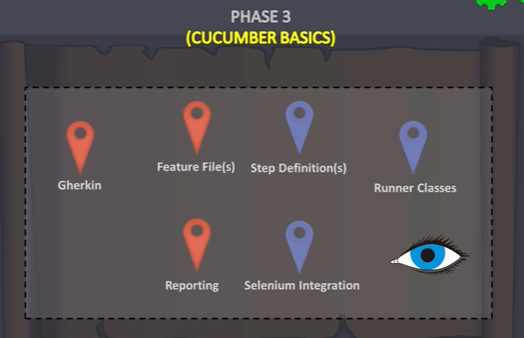 PHASE 3
(CUCUMBER BASICS)
Gherkin
Feature File(s)
Step Definition(s)
Runner Classes
Reporting
Selenium Integration